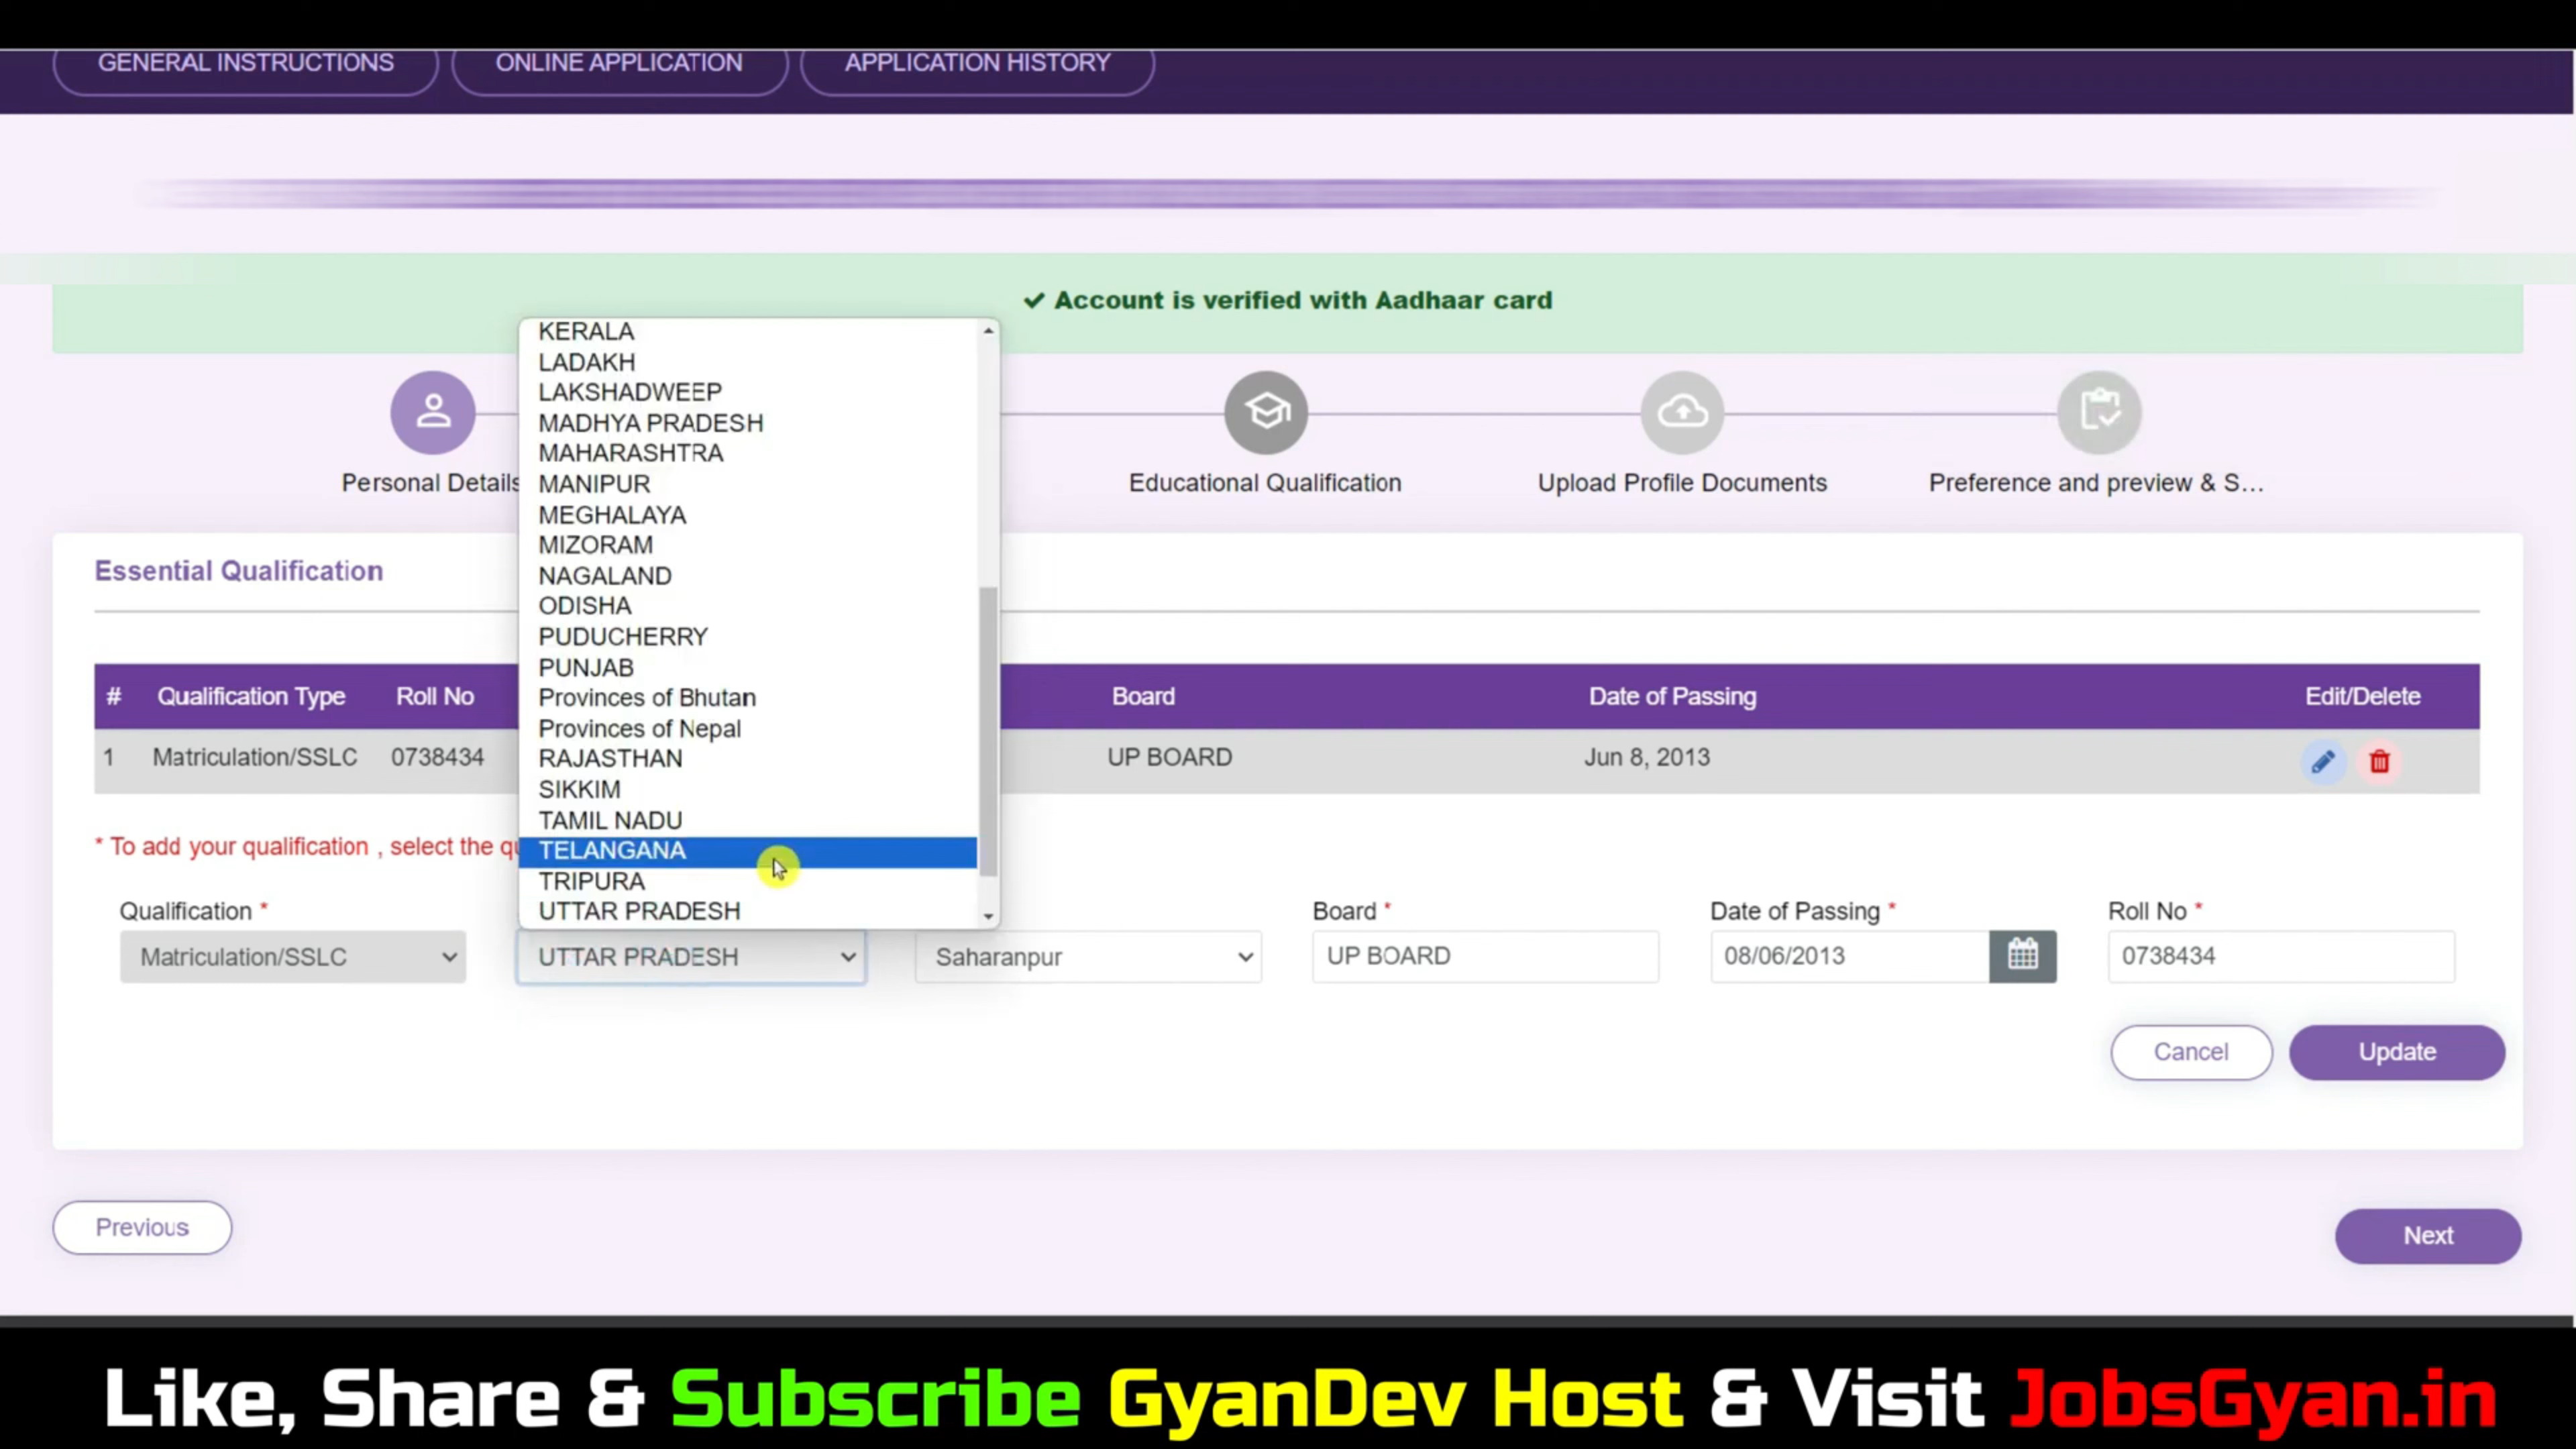 GENERAL INSTRUCTIONS ONLINE APPLICATION APPLICATION HISTORY
✔ Account is verified with Aadhaar card
Personal Details Educational Qualification Upload Profile Documents Preference and preview & S...
KERALA
LADAKH
LAKSHADWEEP
MADHYA PRADESH
MAHARASHTRA
MANIPUR
MEGHALAYA
MIZORAM
NAGALAND
ODISHA
PUDUCHERRY
PUNJAB
Provinces of Bhutan
Provinces of Nepal
RAJASTHAN
SIKKIM
TAMIL NADU
TELANGANA
TRIPURA
UTTAR PRADESH
Essential Qualification
# Qualification Type Roll No Board Date of Passing Edit/Delete
1 Matriculation/SSLC 0738434 UP BOARD Jun 8, 2013
* To add your qualification , select the
Qualification * Board * Date of Passing * Roll No *
Matriculation/SSLC UTTAR PRADESH Saharanpur UP BOARD 08/06/2013 0738434
Cancel Update
Previous Next
Like, Share & Subscribe GyanDev Host & Visit JobsGyan.in